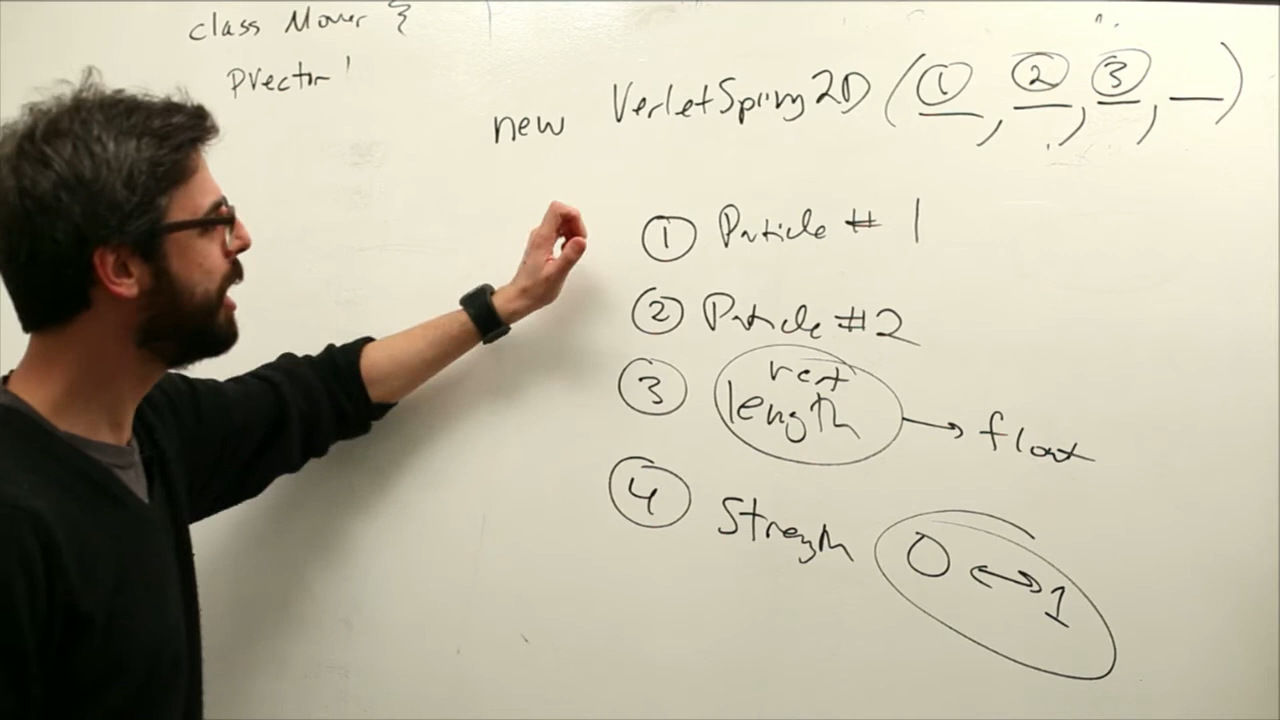 class Mover {
PVector
new VerletSpring2D (①, ②, ③, __)
① Particle # 1
② Particle #2
③ rest
length → float
④ Strength 0 ↔ 1